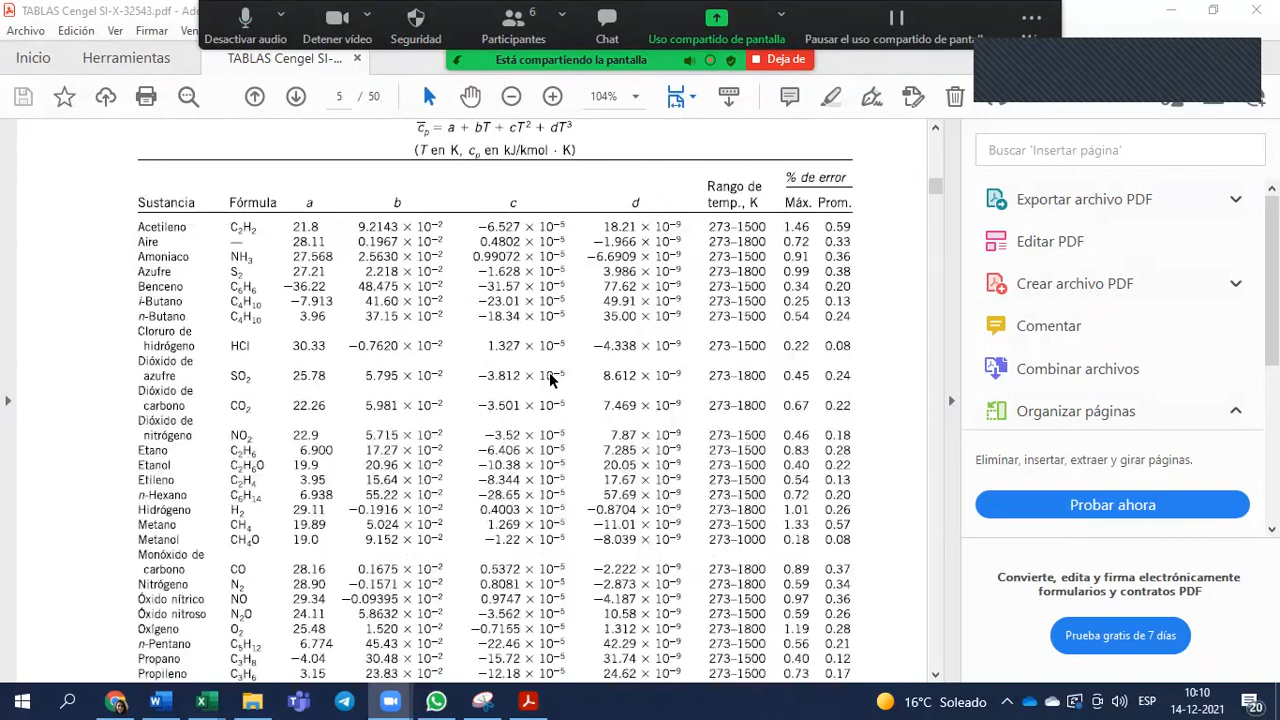 TABLAS Cengel SI-X-32543.pdf - Ad
Archivo Edición Ver Firmar
6
Desactivar audio Detener vídeo Seguridad Participantes Chat Uso compartido de pantalla Pausar el uso compartido de pantall
Está compartiendo la pantalla Deja de
Inicio Herramientas TABLAS Cengel SI-... ×
5 / 50 104%
c̄p = a + bT + cT² + dT³
(T en K, cp en kJ/kmol · K)
% de error
Rango de
Sustancia Fórmula a b c d temp., K Máx. Prom.
Acetileno C₂H₂ 21.8 9.2143 × 10⁻² −6.527 × 10⁻⁵ 18.21 × 10⁻⁹ 273–1500 1.46 0.59
Aire — 28.11 0.1967 × 10⁻² 0.4802 × 10⁻⁵ −1.966 × 10⁻⁹ 273–1800 0.72 0.33
Amoniaco NH₃ 27.568 2.5630 × 10⁻² 0.99072 × 10⁻⁵ −6.6909 × 10⁻⁹ 273–1500 0.91 0.36
Azufre S₂ 27.21 2.218 × 10⁻² −1.628 × 10⁻⁵ 3.986 × 10⁻⁹ 273–1800 0.99 0.38
Benceno C₆H₆ −36.22 48.475 × 10⁻² −31.57 × 10⁻⁵ 77.62 × 10⁻⁹ 273–1500 0.34 0.20
i-Butano C₄H₁₀ −7.913 41.60 × 10⁻² −23.01 × 10⁻⁵ 49.91 × 10⁻⁹ 273–1500 0.25 0.13
n-Butano C₄H₁₀ 3.96 37.15 × 10⁻² −18.34 × 10⁻⁵ 35.00 × 10⁻⁹ 273–1500 0.54 0.24
Cloruro de
hidrógeno HCl 30.33 −0.7620 × 10⁻² 1.327 × 10⁻⁵ −4.338 × 10⁻⁹ 273–1500 0.22 0.08
Dióxido de
azufre SO₂ 25.78 5.795 × 10⁻² −3.812 × 10⁻⁵ 8.612 × 10⁻⁹ 273–1800 0.45 0.24
Dióxido de
carbono CO₂ 22.26 5.981 × 10⁻² −3.501 × 10⁻⁵ 7.469 × 10⁻⁹ 273–1800 0.67 0.22
Dióxido de
nitrógeno NO₂ 22.9 5.715 × 10⁻² −3.52 × 10⁻⁵ 7.87 × 10⁻⁹ 273–1500 0.46 0.18
Etano C₂H₆ 6.900 17.27 × 10⁻² −6.406 × 10⁻⁵ 7.285 × 10⁻⁹ 273–1500 0.83 0.28
Etanol C₂H₆O 19.9 20.96 × 10⁻² −10.38 × 10⁻⁵ 20.05 × 10⁻⁹ 273–1500 0.40 0.22
Etileno C₂H₄ 3.95 15.64 × 10⁻² −8.344 × 10⁻⁵ 17.67 × 10⁻⁹ 273–1500 0.54 0.13
n-Hexano C₆H₁₄ 6.938 55.22 × 10⁻² −28.65 × 10⁻⁵ 57.69 × 10⁻⁹ 273–1500 0.72 0.20
Hidrógeno H₂ 29.11 −0.1916 × 10⁻² 0.4003 × 10⁻⁵ −0.8704 × 10⁻⁹ 273–1800 1.01 0.26
Metano CH₄ 19.89 5.024 × 10⁻² 1.269 × 10⁻⁵ −11.01 × 10⁻⁹ 273–1500 1.33 0.57
Metanol CH₄O 19.0 9.152 × 10⁻² −1.22 × 10⁻⁵ −8.039 × 10⁻⁹ 273–1000 0.18 0.08
Monóxido de
carbono CO 28.16 0.1675 × 10⁻² 0.5372 × 10⁻⁵ −2.222 × 10⁻⁹ 273–1800 0.89 0.37
Nitrógeno N₂ 28.90 −0.1571 × 10⁻² 0.8081 × 10⁻⁵ −2.873 × 10⁻⁹ 273–1800 0.59 0.34
Óxido nítrico NO 29.34 −0.09395 × 10⁻² 0.9747 × 10⁻⁵ −4.187 × 10⁻⁹ 273–1500 0.97 0.36
Óxido nitroso N₂O 24.11 5.8632 × 10⁻² −3.562 × 10⁻⁵ 10.58 × 10⁻⁹ 273–1500 0.59 0.26
Oxígeno O₂ 25.48 1.520 × 10⁻² −0.7155 × 10⁻⁵ 1.312 × 10⁻⁹ 273–1800 1.19 0.28
n-Pentano C₅H₁₂ 6.774 45.43 × 10⁻² −22.46 × 10⁻⁵ 42.29 × 10⁻⁹ 273–1500 0.56 0.21
Propano C₃H₈ −4.04 30.48 × 10⁻² −15.72 × 10⁻⁵ 31.74 × 10⁻⁹ 273–1500 0.40 0.12
Propileno C₃H₆ 3.15 23.83 × 10⁻² −12.18 × 10⁻⁵ 24.62 × 10⁻⁹ 273–1500 0.73 0.17
Buscar 'Insertar página'
Exportar archivo PDF
Editar PDF
Crear archivo PDF
Comentar
Combinar archivos
Organizar páginas
Eliminar, insertar, extraer y girar páginas.
Probar ahora
Convierte, edita y firma electrónicamente
formularios y contratos PDF
Prueba gratis de 7 días
16°C Soleado ESP 10:10
14-12-2021 20